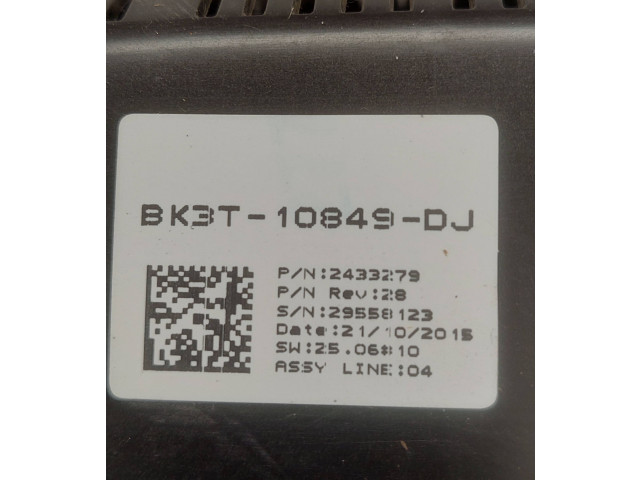 BK3T-10849-DJ
P/N:2433279
P/N Rev:28
S/N:29558123
Date:21/10/2015
SW:25.06#10
ASSY LINE:04